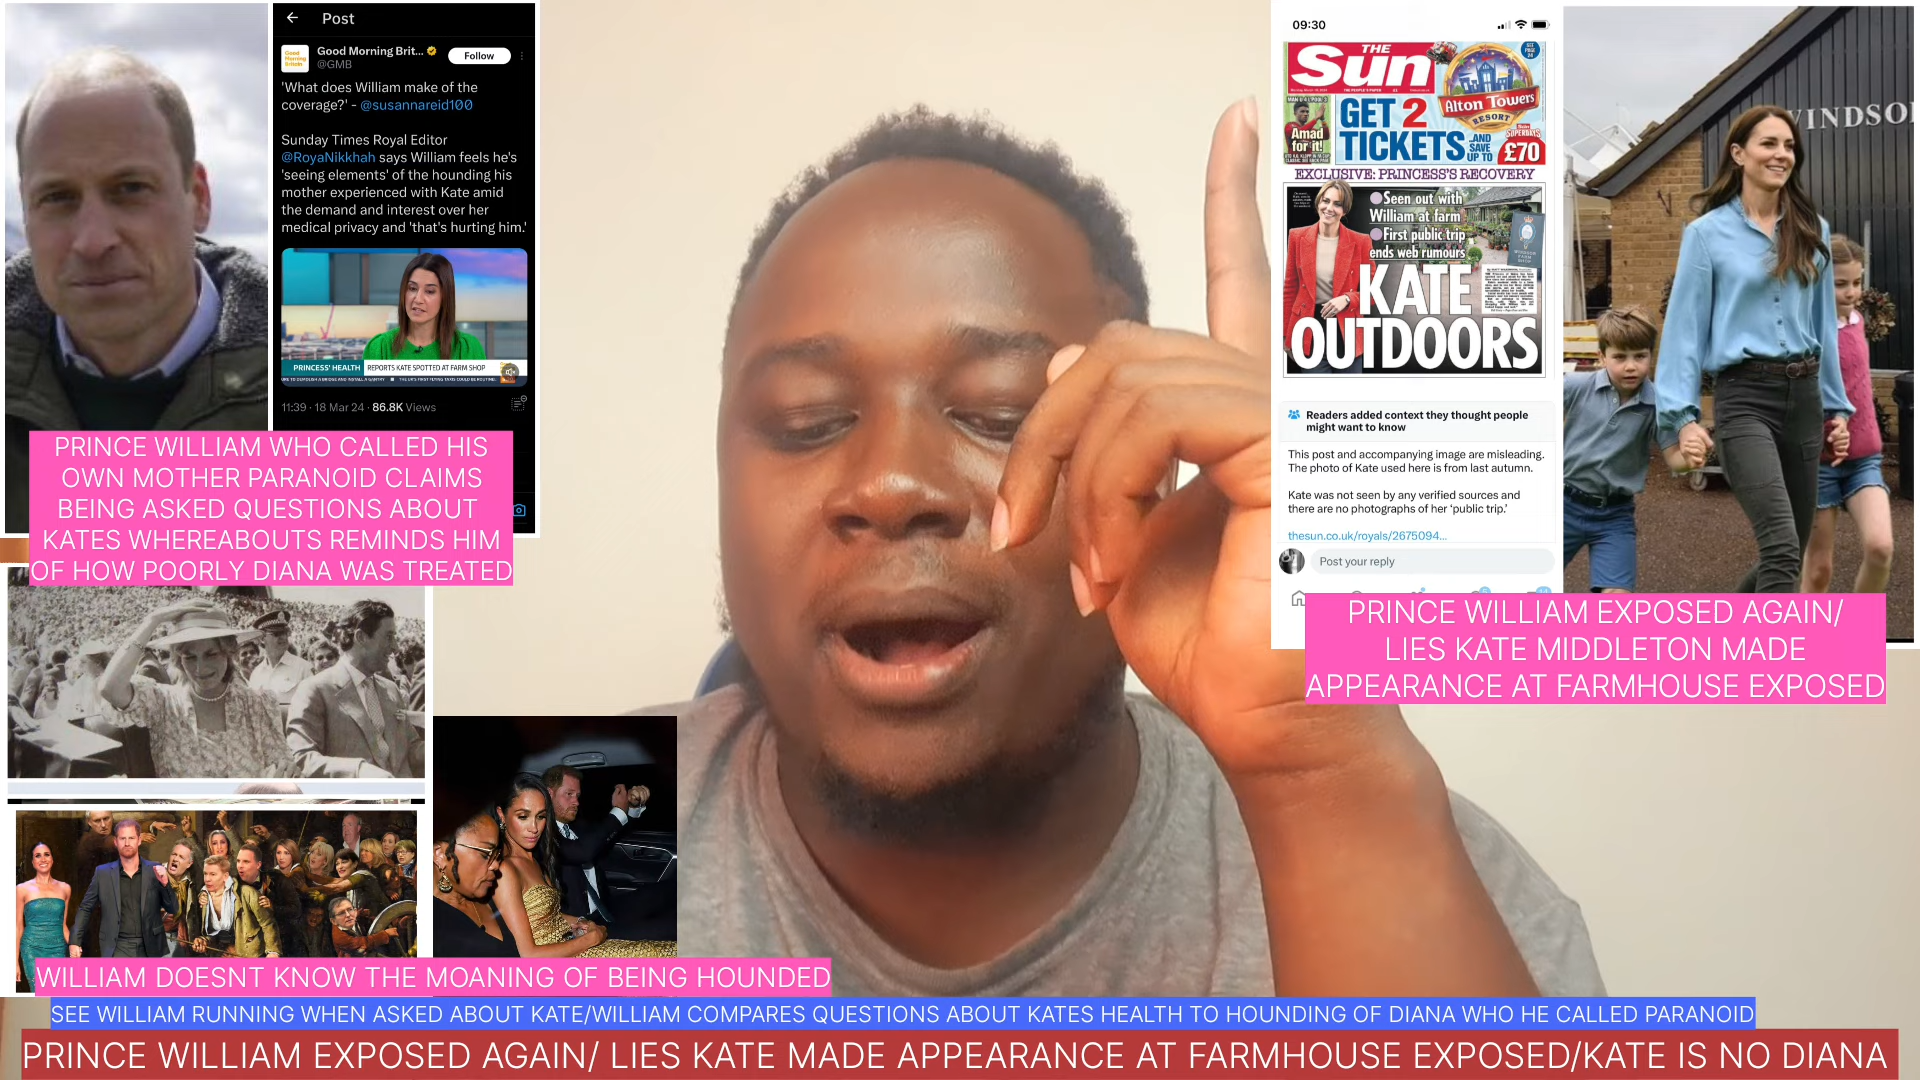 Post
Good Morning Brit...
@GMB
Follow
'What does William make of the
coverage?' - @susannareid100
Sunday Times Royal Editor
@RoyaNikkhah says William feels he's
'seeing elements' of the hounding his
mother experienced with Kate amid
the demand and interest over her
medical privacy and 'that's hurting him.'
PRINCESS' HEALTH
REPORTS KATE SPOTTED AT FARM SHOP
11:39 · 18 Mar 24 · 86.8K Views
PRINCE WILLIAM WHO CALLED HIS
OWN MOTHER PARANOID CLAIMS
BEING ASKED QUESTIONS ABOUT
KATES WHEREABOUTS REMINDS HIM
OF HOW POORLY DIANA WAS TREATED
09:30
THE
Sun
GET 2
TICKETS
AND
SAVE
UP TO
£70
Alton Towers
RESORT
Amad
for it!
EXCLUSIVE: PRINCESS'S RECOVERY
Seen out with
William at farm
First public trip
ends web rumours
KATE
OUTDOORS
Readers added context they thought people
might want to know
This post and accompanying image are misleading.
The photo of Kate used here is from last autumn.
Kate was not seen by any verified sources and
there are no photographs of her 'public trip.'
thesun.co.uk/royals/2675094...
Post your reply
WINDSO
PRINCE WILLIAM EXPOSED AGAIN/
LIES KATE MIDDLETON MADE
APPEARANCE AT FARMHOUSE EXPOSED
WILLIAM DOESNT KNOW THE MOANING OF BEING HOUNDED
SEE WILLIAM RUNNING WHEN ASKED ABOUT KATE/WILLIAM COMPARES QUESTIONS ABOUT KATES HEALTH TO HOUNDING OF DIANA WHO HE CALLED PARANOID
PRINCE WILLIAM EXPOSED AGAIN/ LIES KATE MADE APPEARANCE AT FARMHOUSE EXPOSED/KATE IS NO DIANA